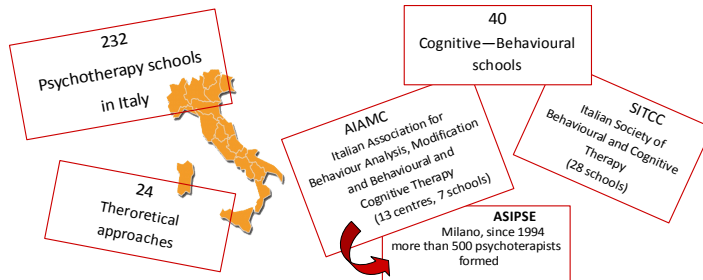 232
Psychotherapy schools
in Italy
24
Theroretical
approaches
40
Cognitive—Behavioural
schools
AIAMC
Italian Association for
Behaviour Analysis, Modification
and Behavioural and
Cognitive Therapy
(13 centres, 7 schools)
SITCC
Italian Society of
Behavioural and Cognitive
Therapy
(28 schools)
ASIPSE
Milano, since 1994
more than 500 psychoterapists
formed